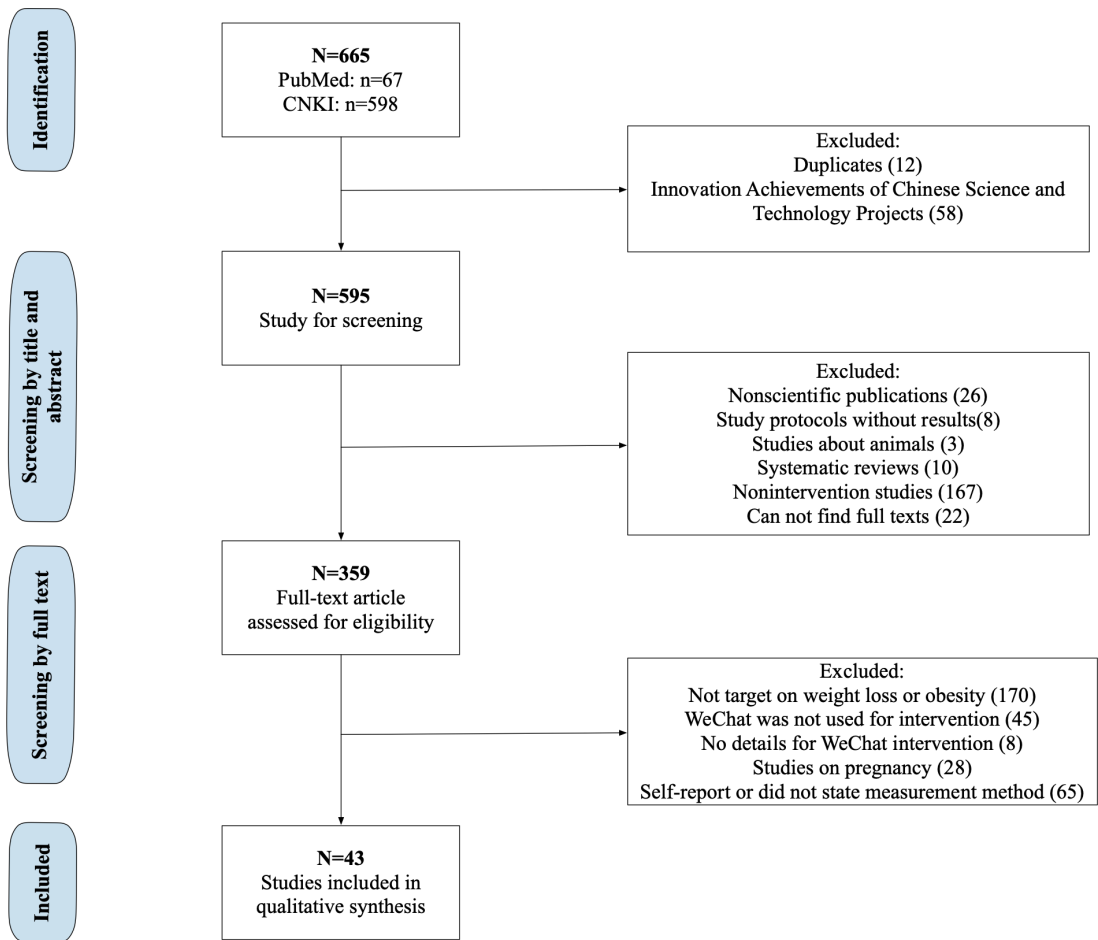 Identification
N=665
PubMed: n=67
CNKI: n=598
Excluded:
Duplicates (12)
Innovation Achievements of Chinese Science and
Technology Projects (58)
Screening by title and
abstract
N=595
Study for screening
Excluded:
Nonscientific publications (26)
Study protocols without results(8)
Studies about animals (3)
Systematic reviews (10)
Nonintervention studies (167)
Can not find full texts (22)
Screening by full text
N=359
Full-text article
assessed for eligibility
Excluded:
Not target on weight loss or obesity (170)
WeChat was not used for intervention (45)
No details for WeChat intervention (8)
Studies on pregnancy (28)
Self-report or did not state measurement method (65)
Included
N=43
Studies included in
qualitative synthesis